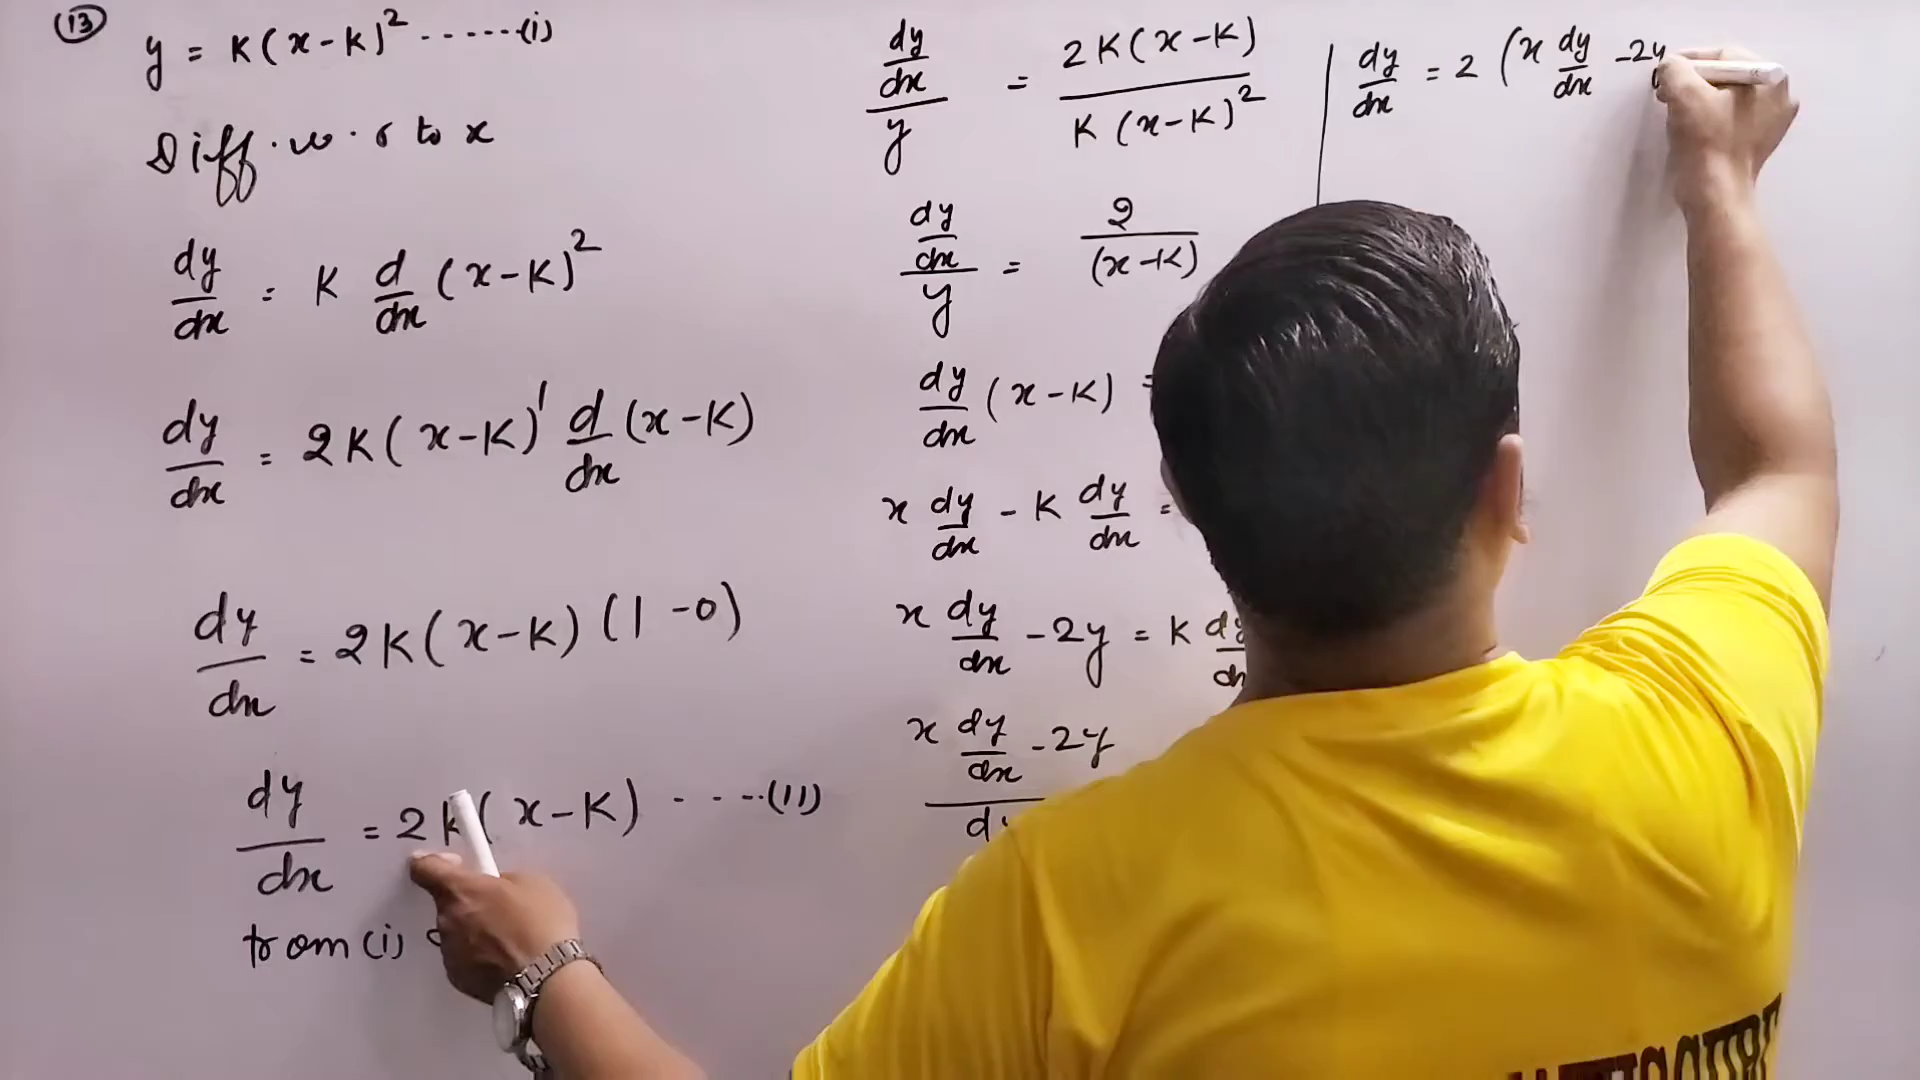 (13) y = K(x-K)² ------(i)
Diff. w. r to x
dy/dx = K d/dx (x-K)²
dy/dx = 2K(x-K)¹ d/dx (x-K)
dy/dx = 2K(x-K)(1-0)
dy/dx = 2K(x-K) - - --(11)
from (i)
dy/dx / y = 2K(x-K) / K(x-K)²
dy/dx / y = 2 / (x-K)
dy/dx (x-K) =
x dy/dx - K dy/dx =
x dy/dx - 2y = K
x dy/dx - 2y
dy/dx = 2 (x dy/dx - 2y